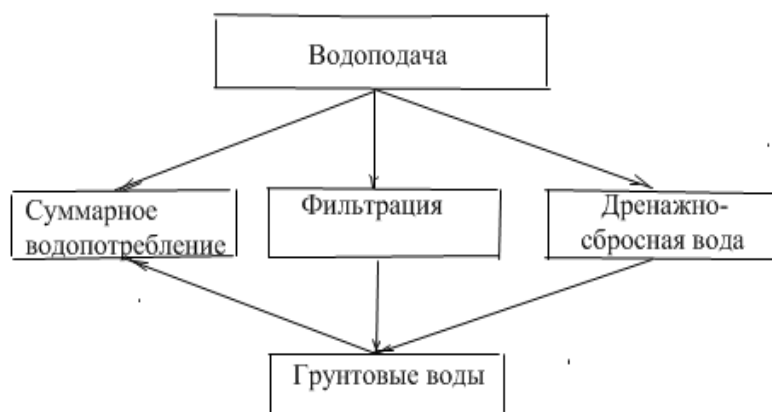 Водоподача
Суммарное
водопотребление
Фильтрация
Дренажно-
сбросная вода
Грунтовые воды